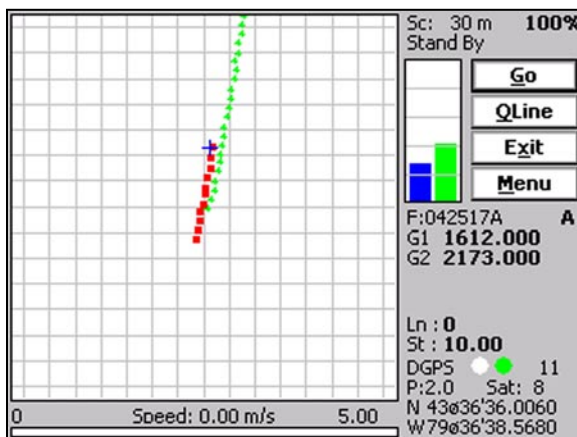 Sc: 30 m 100%
Stand By
Go
QLine
Exit
Menu
F:042517A A
G1 1612.000
G2 2173.000
Ln : 0
St : 10.00
DGPS 11
P:2.0 Sat: 8
N 43ø36'36.0060
W79ø36'38.5680
0 Speed: 0.00 m/s 5.00